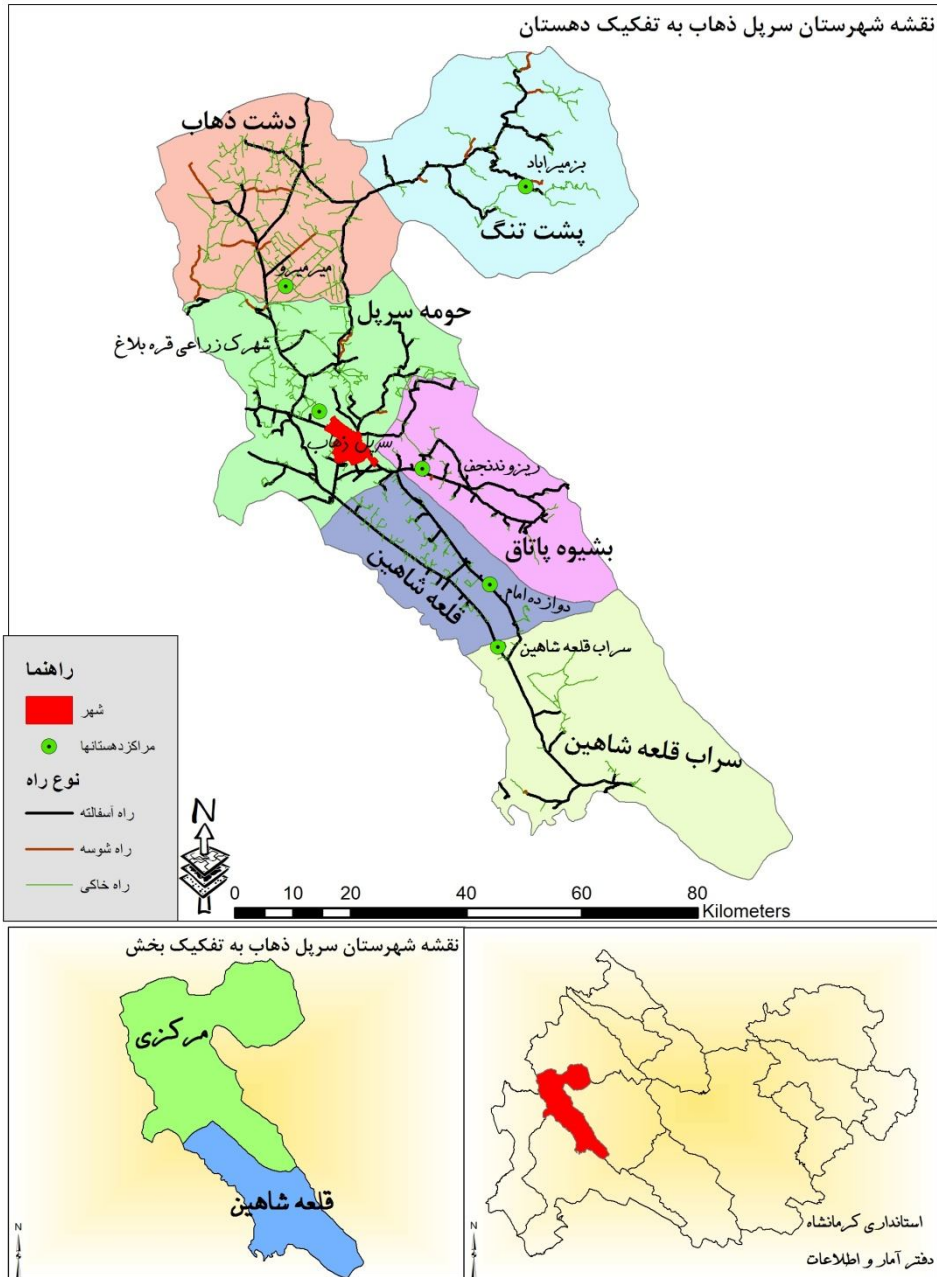 نقشه شهرستان سرپل ذهاب به تفکیک دهستان
دشت ذهاب
بزمیراباد
پشت تنگ
میرمیرو
حومه سرپل
شهرک زراعی قره بلاغ
سرپل ذهاب
ریزوندنجف
بشیوه پاتاق
قلعه شاهین
دوازده امام
سراب قلعه شاهین
سراب قلعه شاهین
راهنما
شهر
مراکزدهستانها
نوع راه
راه آسفالته
راه شوسه
راه خاکی
N
0 10 20 40 60 80
Kilometers
نقشه شهرستان سرپل ذهاب به تفکیک بخش
مرکزی
قلعه شاهین
N
استانداری کرمانشاه
دفتر آمار و اطلاعات
N